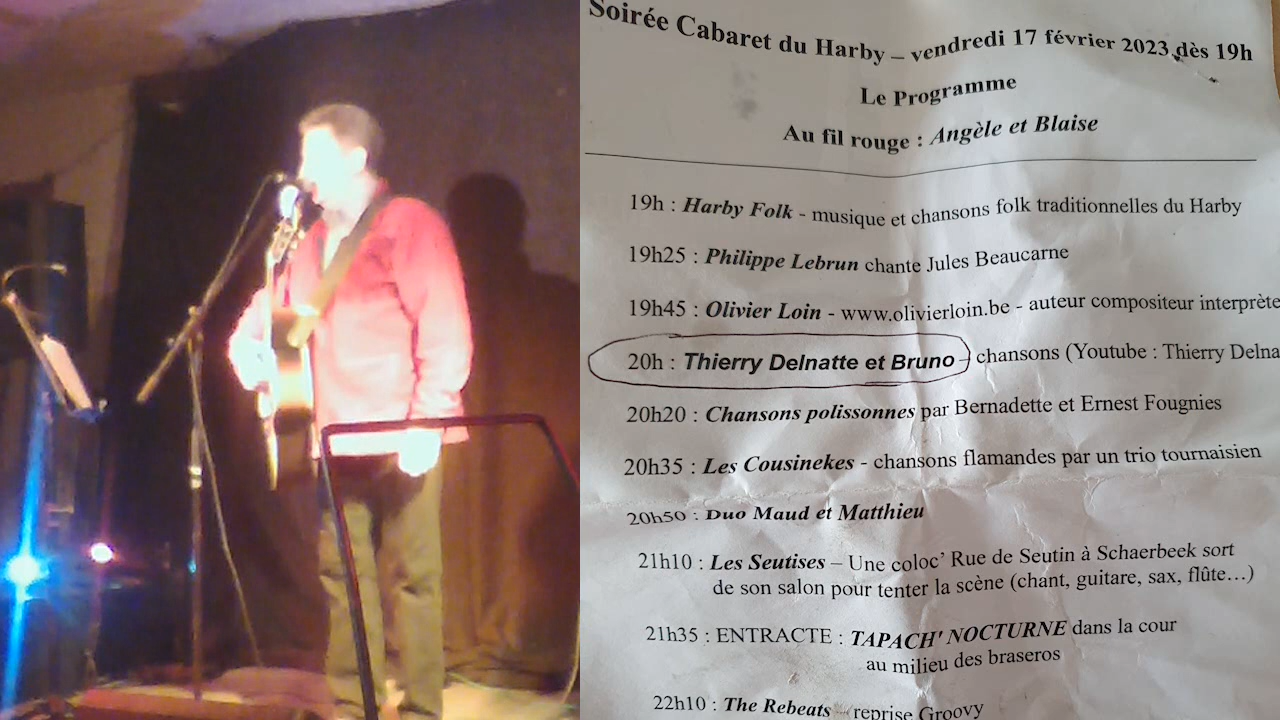 Soirée Cabaret du Harby – vendredi 17 février 2023 dès 19h
Le Programme
Au fil rouge : Angèle et Blaise
19h : Harby Folk - musique et chansons folk traditionnelles du Harby
19h25 : Philippe Lebrun chante Jules Beaucarne
19h45 : Olivier Loin - www.olivierloin.be - auteur compositeur interprète
20h : Thierry Delnatte et Bruno – chansons (Youtube : Thierry Delna
20h20 : Chansons polissonnes par Bernadette et Ernest Fougnies
20h35 : Les Cousinekes - chansons flamandes par un trio tournaisien
20h50 : Duo Maud et Matthieu
21h10 : Les Seutises – Une coloc’ Rue de Seutin à Schaerbeek sort
de son salon pour tenter la scène (chant, guitare, sax, flûte…)
21h35 : ENTRACTE : TAPACH' NOCTURNE dans la cour
au milieu des braseros
22h10 : The Rebeats – reprise Groovy